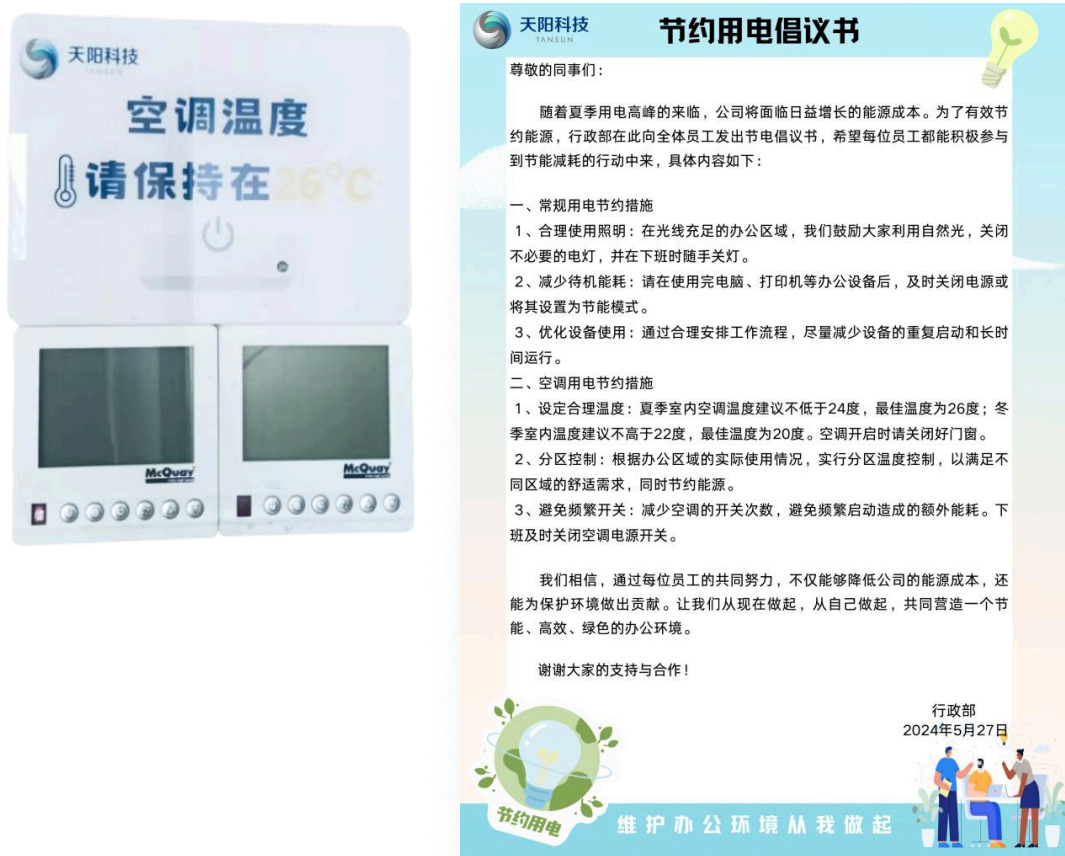 天阳科技
TANSUN
空调温度
请保持在26°C
McQuay
McQuay
天阳科技
TANSUN
节约用电倡议书
尊敬的同事们：
随着夏季用电高峰的来临，公司将面临日益增长的能源成本。为了有效节
约能源，行政部在此向全体员工发出节电倡议书，希望每位员工都能积极参与
到节能减耗的行动中来，具体内容如下：
一、常规用电节约措施
1、合理使用照明：在光线充足的办公区域，我们鼓励大家利用自然光，关闭
不必要的电灯，并在下班时随手关灯。
2、减少待机能耗：请在使用完电脑、打印机等办公设备后，及时关闭电源或
将其设置为节能模式。
3、优化设备使用：通过合理安排工作流程，尽量减少设备的重复启动和长时
间运行。
二、空调用电节约措施
1、设定合理温度：夏季室内空调温度建议不低于24度，最佳温度为26度；冬
季室内温度建议不高于22度，最佳温度为20度。空调开启时请关闭好门窗。
2、分区控制：根据办公区域的实际使用情况，实行分区温度控制，以满足不
同区域的舒适需求，同时节约能源。
3、避免频繁开关：减少空调的开关次数，避免频繁启动造成的额外能耗。下
班及时关闭空调电源开关。
我们相信，通过每位员工的共同努力，不仅能够降低公司的能源成本，还
能为保护环境做出贡献。让我们从现在做起，从自己做起，共同营造一个节
能、高效、绿色的办公环境。
谢谢大家的支持与合作！
行政部
2024年5月27日
节约用电
维护办公环境从我做起